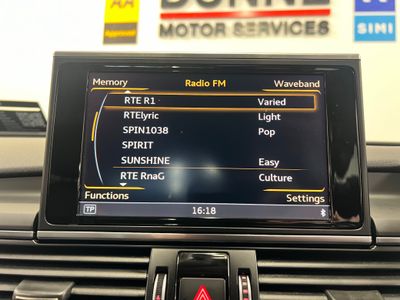 AA
DONNE
MOTOR SERVICES
Approved
SIMI
Memory Radio FM Waveband
RTE R1 Varied
RTElyric Light
SPIN1038 Pop
SPIRIT
SUNSHINE Easy
RTE RnaG Culture
Functions Settings
TP 16:18